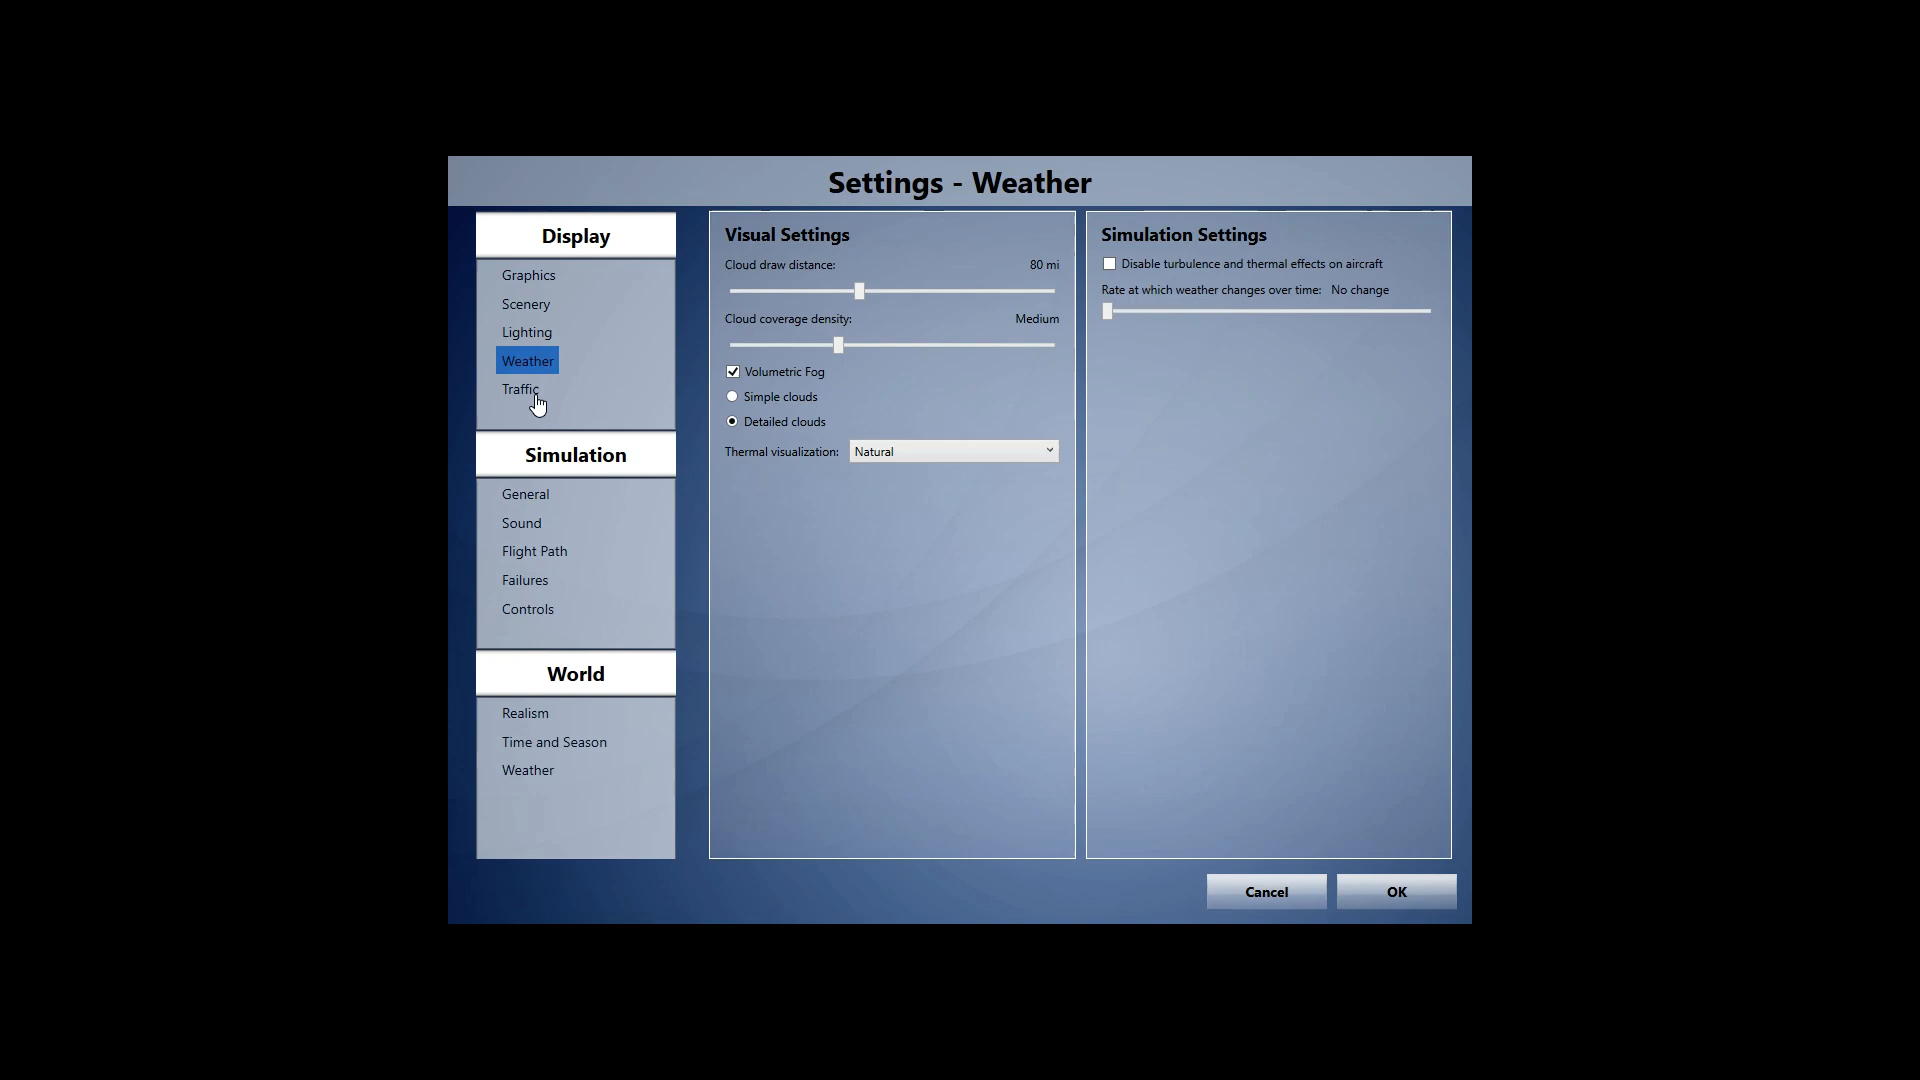 Settings - Weather
Display
Graphics
Scenery
Lighting
Weather
Traffic
Simulation
General
Sound
Flight Path
Failures
Controls
World
Realism
Time and Season
Weather
Visual Settings
Cloud draw distance: 80 mi
Cloud coverage density: Medium
Volumetric Fog
Simple clouds
Detailed clouds
Thermal visualization: Natural
Simulation Settings
Disable turbulence and thermal effects on aircraft
Rate at which weather changes over time: No change
Cancel OK